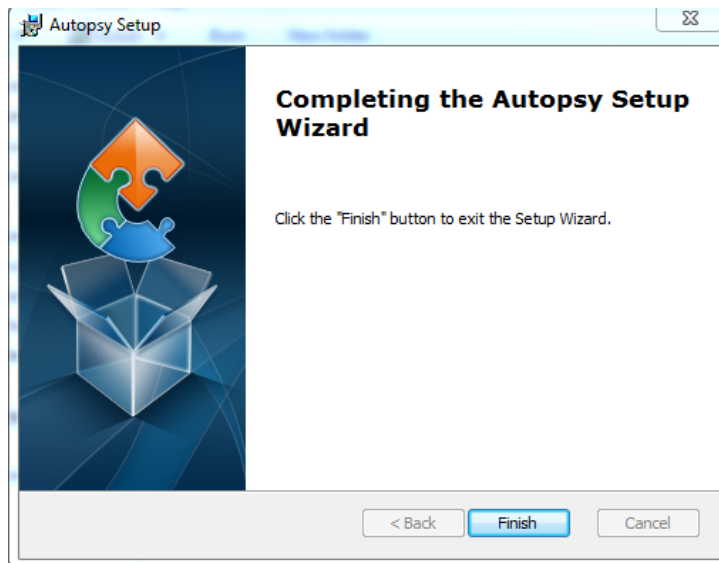 Autopsy Setup
Completing the Autopsy Setup
Wizard
Click the "Finish" button to exit the Setup Wizard.
< Back
Finish
Cancel